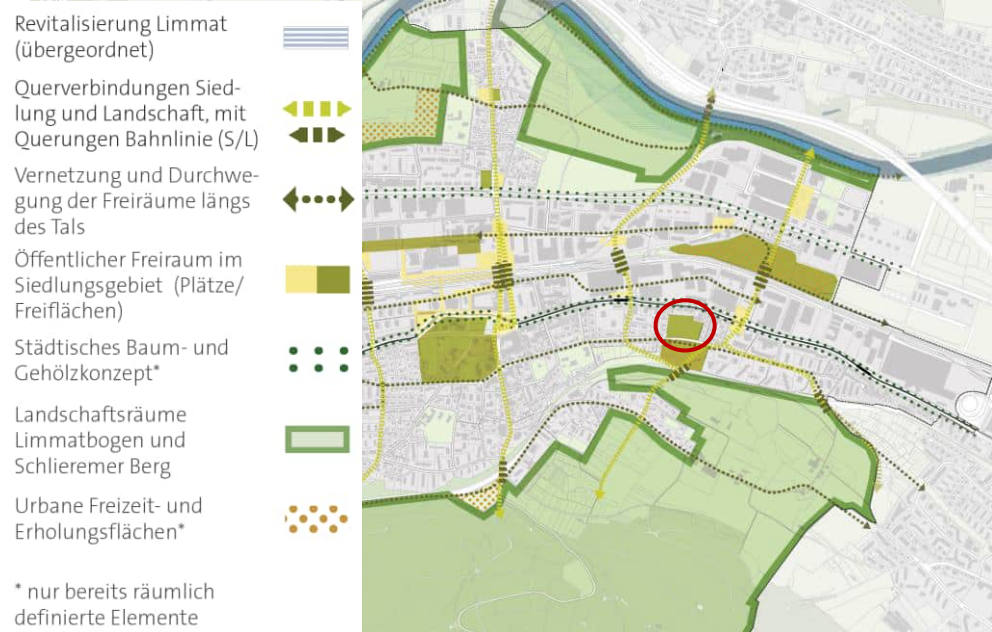 Revitalisierung Limmat
(übergeordnet)
Querverbindungen Sied-
lung und Landschaft, mit
Querungen Bahnlinie (S/L)
Vernetzung und Durchwe-
gung der Freiräume längs
des Tals
Öffentlicher Freiraum im
Siedlungsgebiet (Plätze/
Freiflächen)
Städtisches Baum- und
Gehölzkonzept*
Landschaftsräume
Limmatbogen und
Schlieremer Berg
Urbane Freizeit- und
Erholungsflächen*
* nur bereits räumlich
definierte Elemente